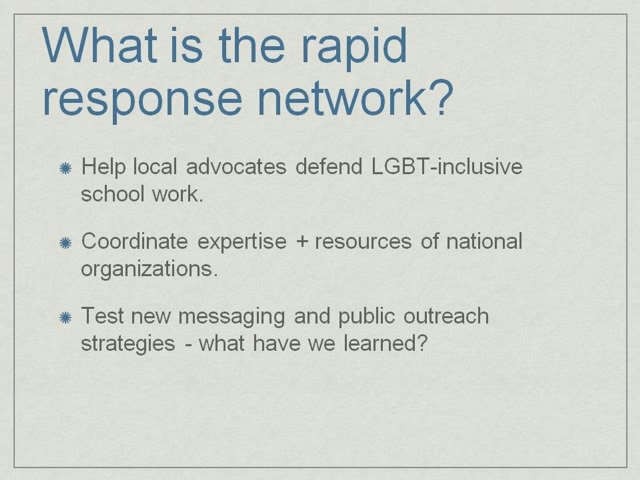 What is the rapid
response network?
Help local advocates defend LGBT-inclusive
school work.
Coordinate expertise + resources of national
organizations.
Test new messaging and public outreach
strategies - what have we learned?